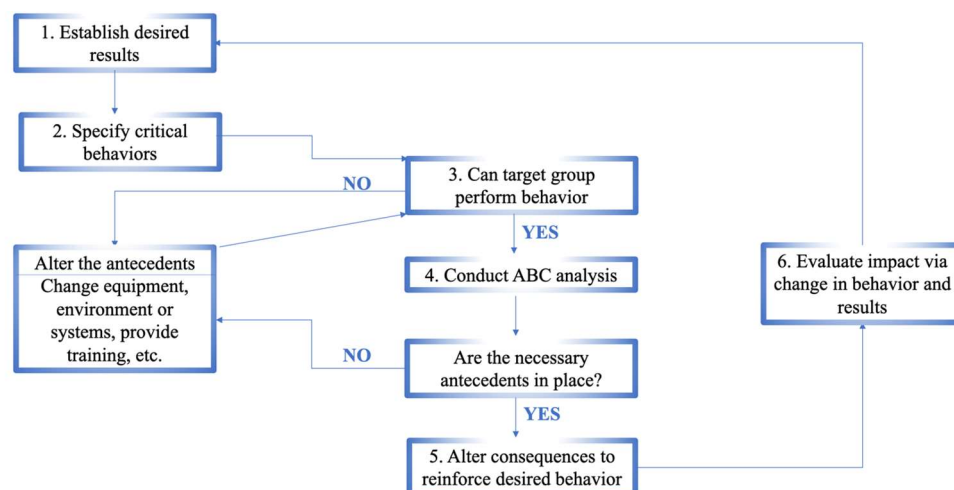 1. Establish desired
results
2. Specify critical
behaviors
NO
3. Can target group
perform behavior
YES
Alter the antecedents
Change equipment,
environment or
systems, provide
training, etc.
4. Conduct ABC analysis
6. Evaluate impact via
change in behavior and
results
NO
Are the necessary
antecedents in place?
YES
5. Alter consequences to
reinforce desired behavior